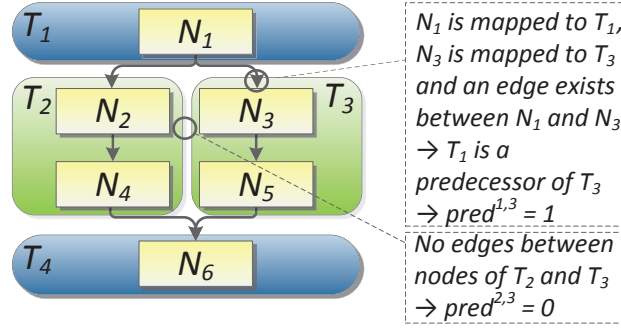 T₁
N₁
T₂
N₂
N₃
T₃
N₄
N₅
T₄
N₆
N₁ is mapped to T₁,
N₃ is mapped to T₃
and an edge exists
between N₁ and N₃
→ T₁ is a
predecessor of T₃
→ pred¹,³ = 1
No edges between
nodes of T₂ and T₃
→ pred²,³ = 0